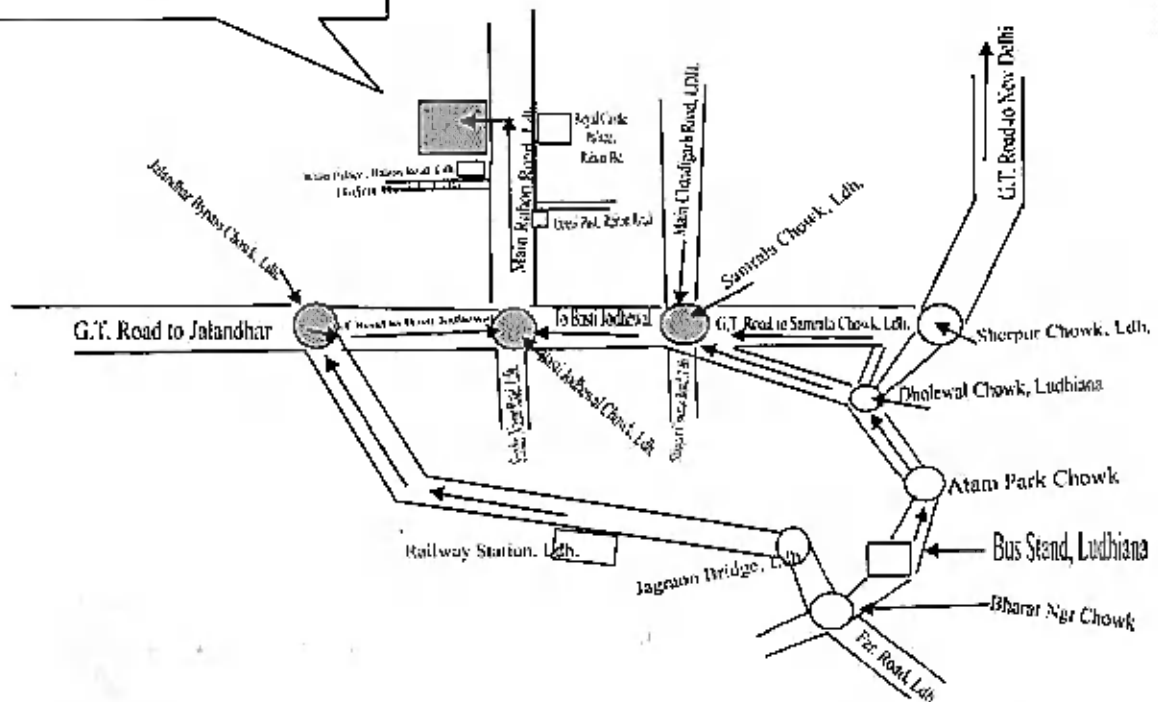 G.T. Road to New Delhi
Main Rahon Road, Ldh.
Royal Castle
Palace,
Rahon Rd.
Main Chandigarh Road, LDH.
Samrala Chowk, Ldh.
Jalandhar Bypass Chowk, Ldh.
G.T. Road to Jalandhar
To Basti Jodhewal
G.T. Road to Samrala Chowk, Ldh.
Sherpur Chowk, Ldh.
Dholewal Chowk, Ludhiana
Basti Jodhewal Chowk, Ldh.
Atam Park Chowk
Railway Station, Ldh.
Jagraon Bridge, Ldh
Bus Stand, Ludhiana
Bharat Ngr Chowk
Fzr. Road, Ldh